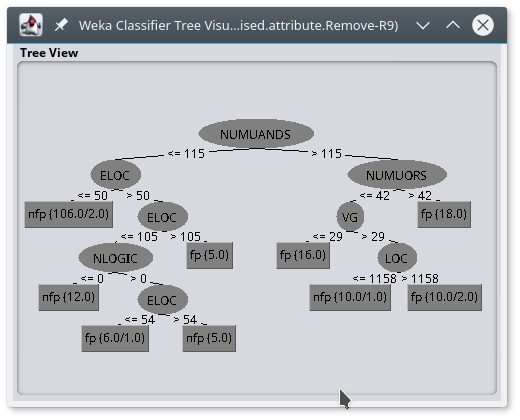 Weka Classifier Tree Visu...ised.attribute.Remove-R9)
Tree View
NUMUANDS
<= 115 > 115
ELOC NUMUORS
<= 50 > 50 <= 42 > 42
nfp (106.0/2.0) ELOC VG fp (18.0)
<= 105 > 105 <= 29 > 29
NLOGIC fp (5.0) fp (16.0) LOC
<= 0 > 0 <= 1158 > 1158
nfp (12.0) ELOC nfp (10.0/1.0) fp (10.0/2.0)
<= 54 > 54
fp (6.0/1.0) nfp (5.0)